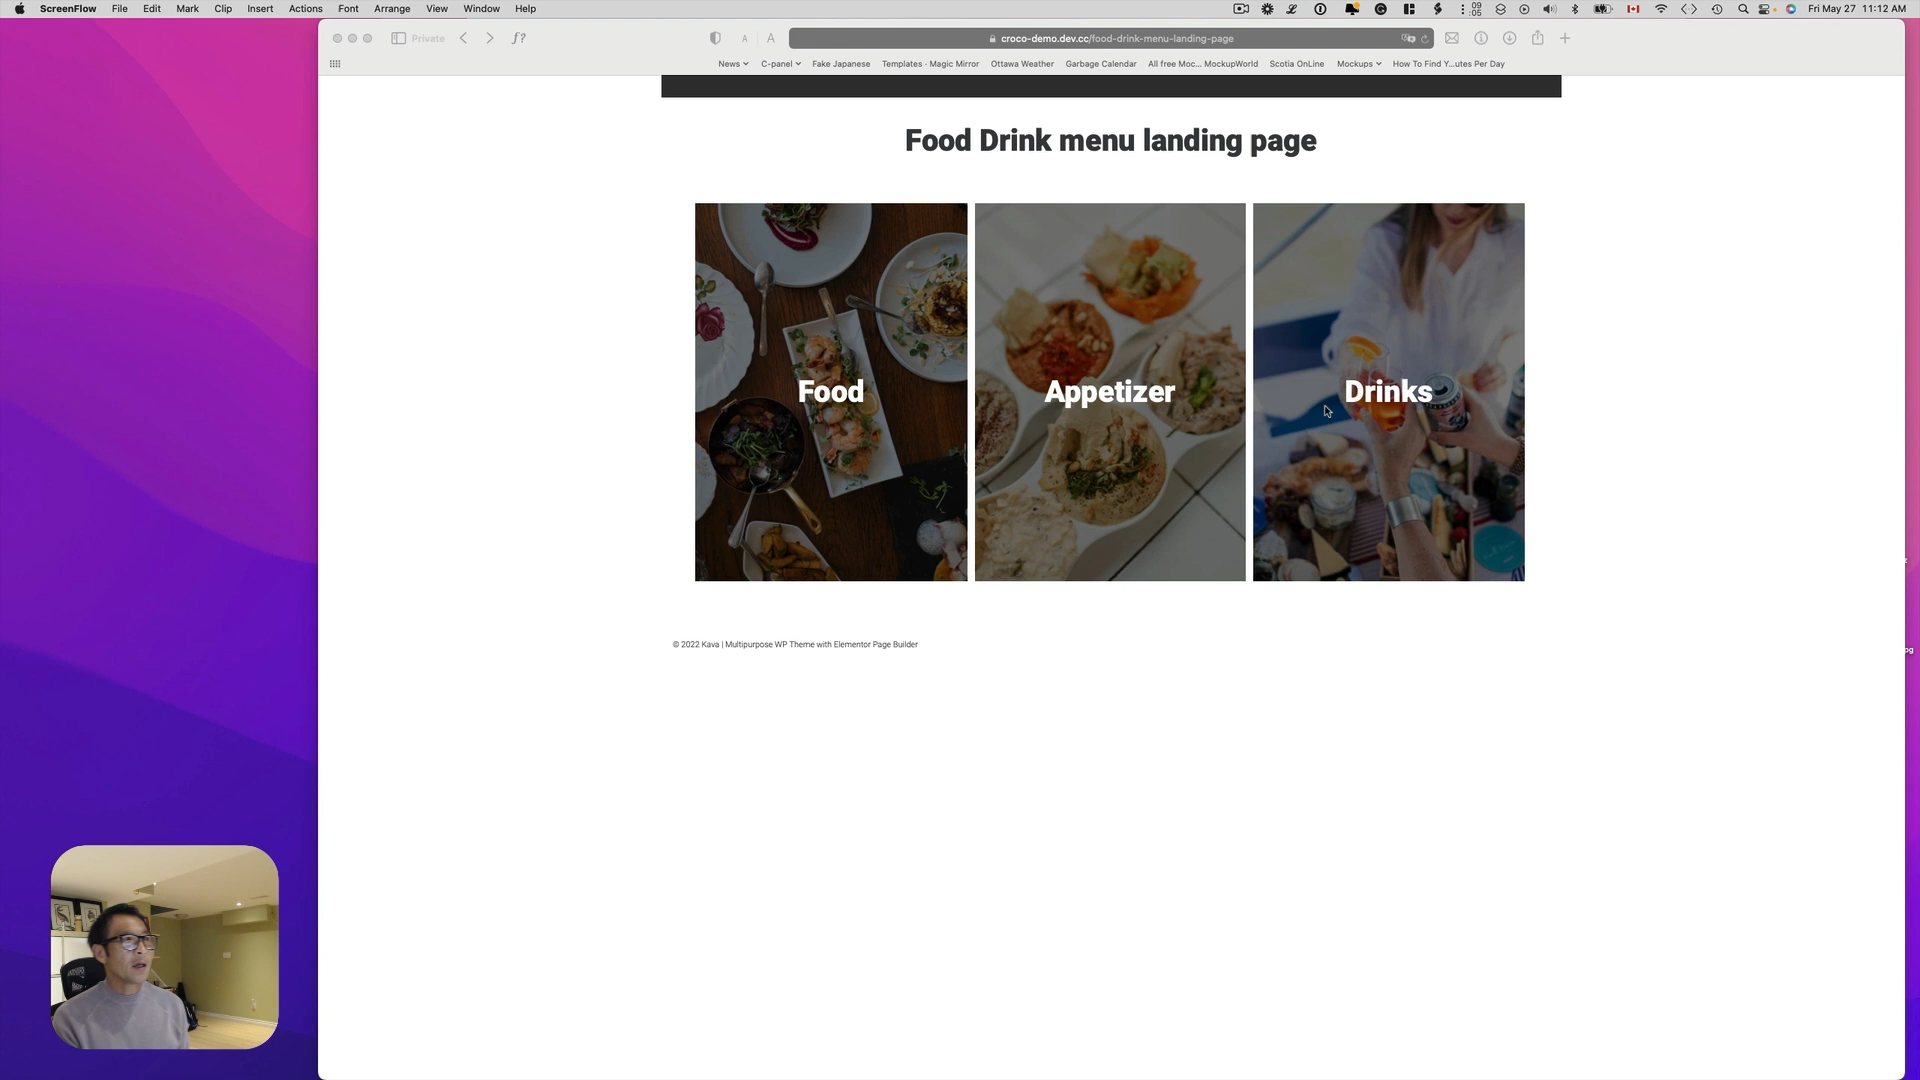 ScreenFlow File Edit Mark Clip Insert Actions Font Arrange View Window Help 09 05 Fri May 27 11:12 AM
Private f? A A croco-demo.dev.cc/food-drink-menu-landing-page
News C-panel Fake Japanese Templates - Magic Mirror Ottawa Weather Garbage Calendar All free Moc... MockupWorld Scotia OnLine Mockups How To Find Y...utes Per Day
Food Drink menu landing page
Food Appetizer Drinks
© 2022 Kava | Multipurpose WP Theme with Elementor Page Builder
pg